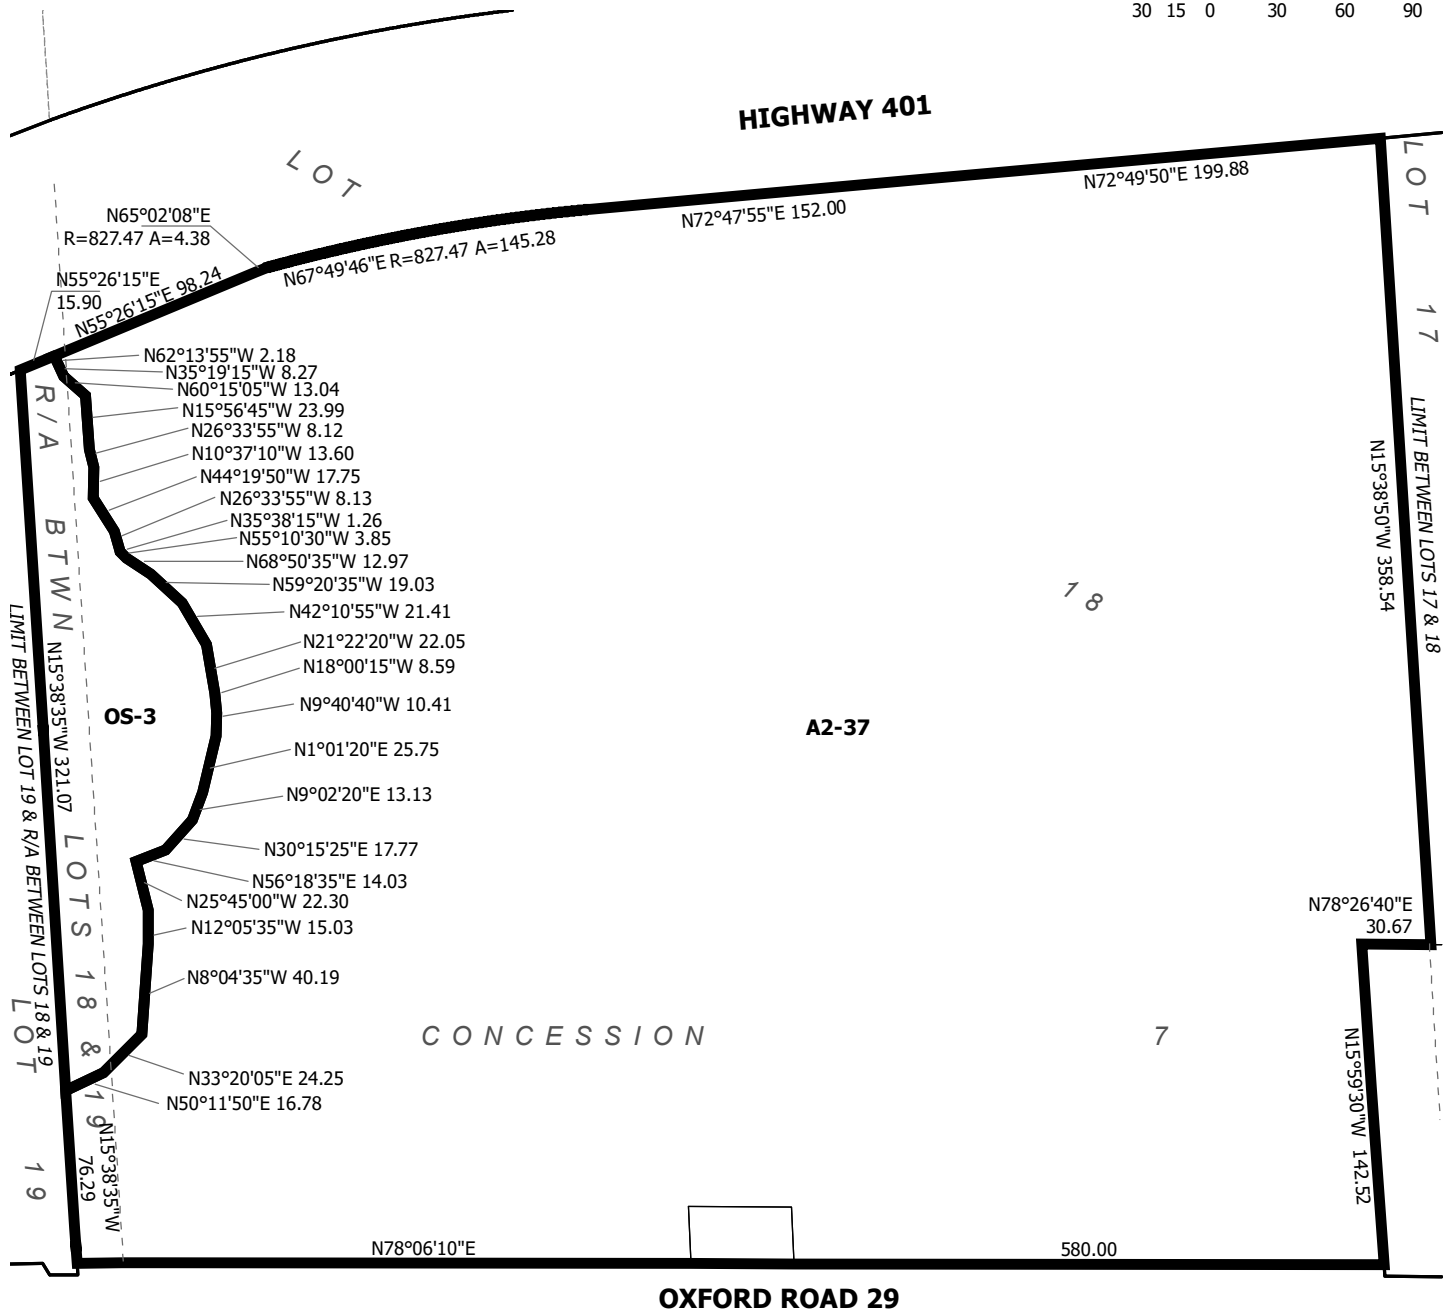 30 15 0 30 60 90
HIGHWAY 401
LOT
LOT
17
N72°49'50"E 199.88
N72°47'55"E 152.00
N65°02'08"E
R=827.47 A=4.38
N67°49'46"E R=827.47 A=145.28
N55°26'15"E
15.90
N55°26'15"E 98.24
N62°13'55"W 2.18
N35°19'15"W 8.27
N60°15'05"W 13.04
N15°56'45"W 23.99
N26°33'55"W 8.12
N10°37'10"W 13.60
N44°19'50"W 17.75
N26°33'55"W 8.13
N35°38'15"W 1.26
N55°10'30"W 3.85
N68°50'35"W 12.97
N59°20'35"W 19.03
N42°10'55"W 21.41
N21°22'20"W 22.05
N18°00'15"W 8.59
N9°40'40"W 10.41
N1°01'20"E 25.75
N9°02'20"E 13.13
N30°15'25"E 17.77
N56°18'35"E 14.03
N25°45'00"W 22.30
N12°05'35"W 15.03
N8°04'35"W 40.19
N33°20'05"E 24.25
N50°11'50"E 16.78
R/A BTWN LOTS 18 & 19
N15°38'35"W 321.07
LIMIT BETWEEN LOT 19 & R/A BETWEEN LOTS 18 & 19
LOT 19
N15°38'35"W
76.29
OS-3
A2-37
18
N15°38'50"W 358.54
LIMIT BETWEEN LOTS 17 & 18
N78°26'40"E
30.67
N15°59'30"W 142.52
CONCESSION 7
N78°06'10"E 580.00
OXFORD ROAD 29